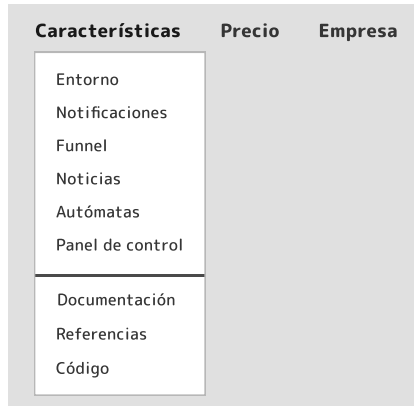 Características Precio Empresa
Entorno
Notificaciones
Funnel
Noticias
Autómatas
Panel de control
Documentación
Referencias
Código